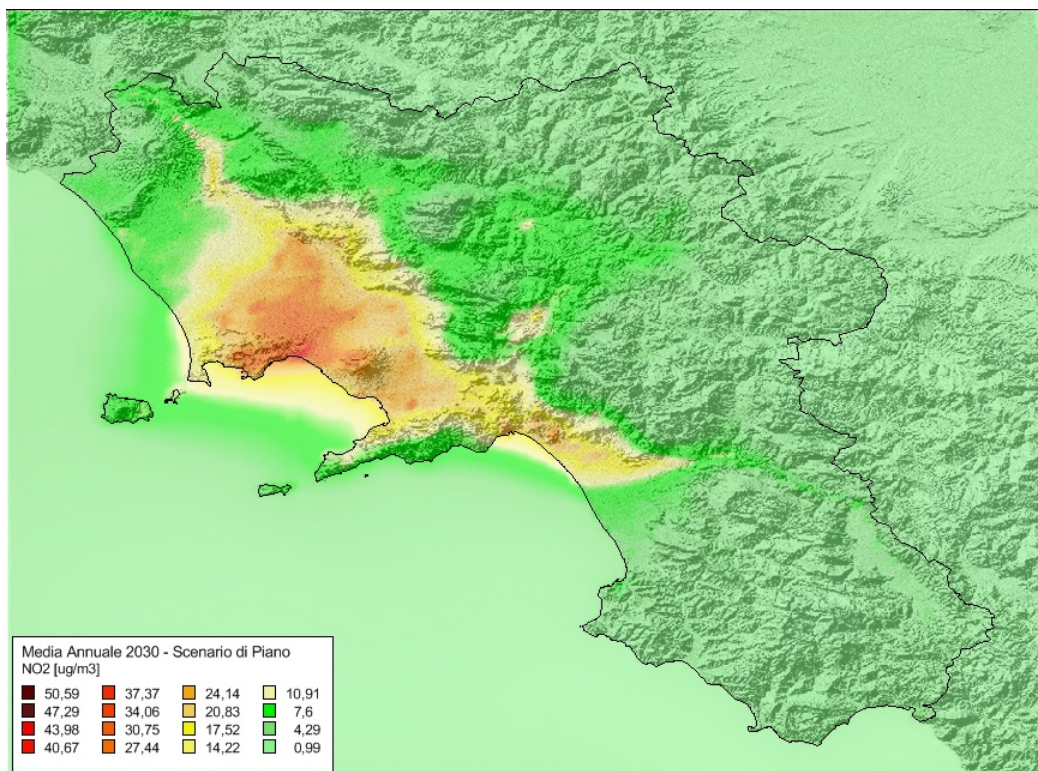 Media Annuale 2030 - Scenario di Piano
NO2 [ug/m3]
50,59 37,37 24,14 10,91
47,29 34,06 20,83 7,6
43,98 30,75 17,52 4,29
40,67 27,44 14,22 0,99